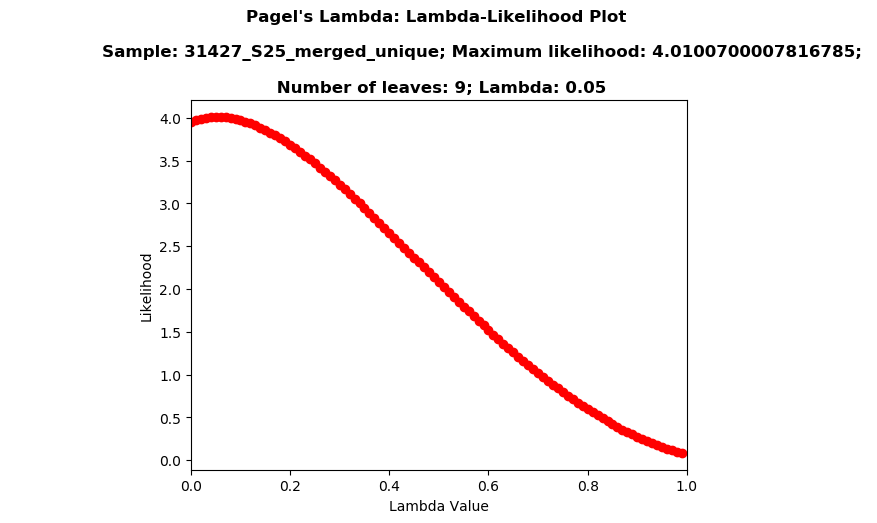 Pagel's Lambda: Lambda-Likelihood Plot
Sample: 31427_S25_merged_unique; Maximum likelihood: 4.0100700007816785;
Number of leaves: 9; Lambda: 0.05
4.0
3.5
3.0
2.5
2.0
1.5
1.0
0.5
0.0
Likelihood
0.0 0.2 0.4 0.6 0.8 1.0
Lambda Value